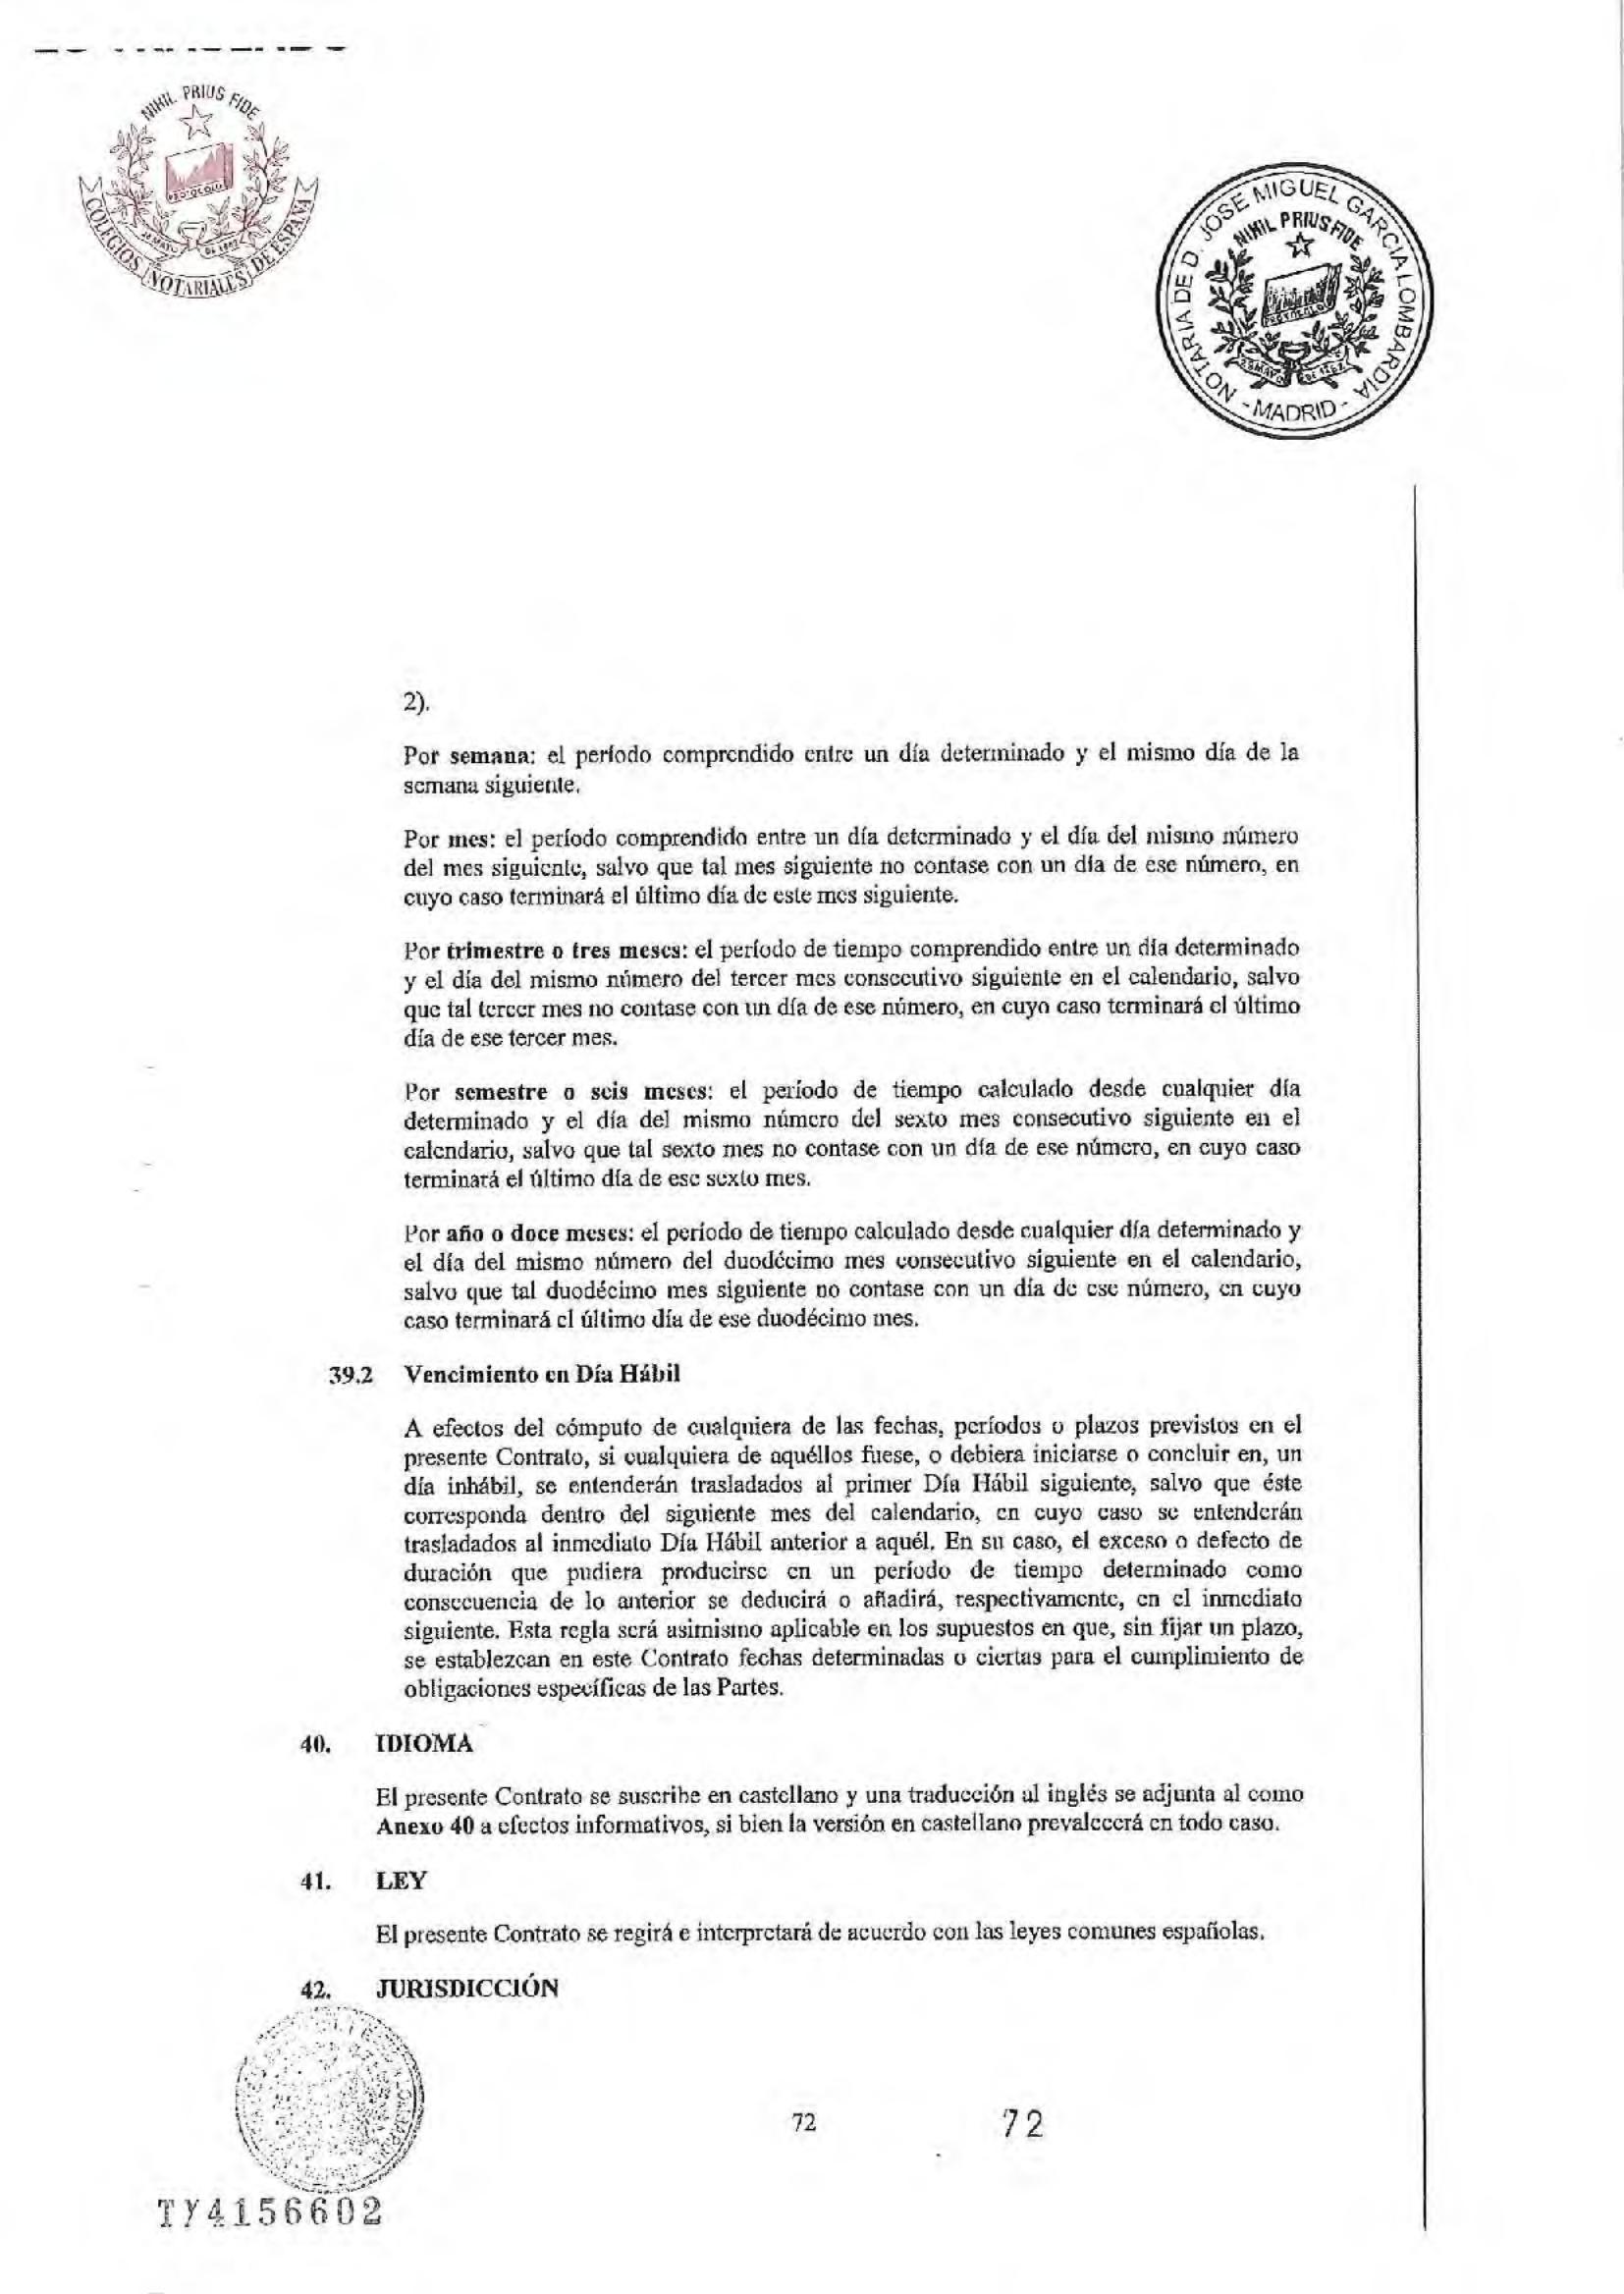 NIHIL PRIUS FIDE
PROTOCOLO
28 MAYO DE 1862
COLEGIOS NOTARIALES DE ESPAÑA
NOTARIA DE D. JOSE MIGUEL GARCIA LOMBARDIA
- MADRID -
NIHIL PRIUS FIDE
PROTOCOLO
28 MAYO DE 1862
2).
Por semana: el período comprendido entre un día determinado y el mismo día de la
semana siguiente.
Por mes: el período comprendido entre un día determinado y el día del mismo número
del mes siguiente, salvo que tal mes siguiente no contase con un día de ese número, en
cuyo caso terminará el último día de este mes siguiente.
Por trimestre o tres meses: el período de tiempo comprendido entre un día determinado
y el día del mismo número del tercer mes consecutivo siguiente en el calendario, salvo
que tal tercer mes no contase con un día de ese número, en cuyo caso terminará el último
día de ese tercer mes.
Por semestre o seis meses: el período de tiempo calculado desde cualquier día
determinado y el día del mismo número del sexto mes consecutivo siguiente en el
calendario, salvo que tal sexto mes no contase con un día de ese número, en cuyo caso
terminará el último día de ese sexto mes.
Por año o doce meses: el período de tiempo calculado desde cualquier día determinado y
el día del mismo número del duodécimo mes consecutivo siguiente en el calendario,
salvo que tal duodécimo mes siguiente no contase con un día de ese número, en cuyo
caso terminará el último día de ese duodécimo mes.
39.2 Vencimiento en Día Hábil
A efectos del cómputo de cualquiera de las fechas, períodos o plazos previstos en el
presente Contrato, si cualquiera de aquéllos fuese, o debiera iniciarse o concluir en, un
día inhábil, se entenderán trasladados al primer Día Hábil siguiente, salvo que éste
corresponda dentro del siguiente mes del calendario, en cuyo caso se entenderán
trasladados al inmediato Día Hábil anterior a aquél. En su caso, el exceso o defecto de
duración que pudiera producirse en un período de tiempo determinado como
consecuencia de lo anterior se deducirá o añadirá, respectivamente, en el inmediato
siguiente. Esta regla será asimismo aplicable en los supuestos en que, sin fijar un plazo,
se establezcan en este Contrato fechas determinadas o ciertas para el cumplimiento de
obligaciones específicas de las Partes.
40. IDIOMA
El presente Contrato se suscribe en castellano y una traducción al inglés se adjunta al como
Anexo 40 a efectos informativos, si bien la versión en castellano prevalecerá en todo caso.
41. LEY
El presente Contrato se regirá e interpretará de acuerdo con las leyes comunes españolas.
42. JURISDICCIÓN
72 72
TY4156602